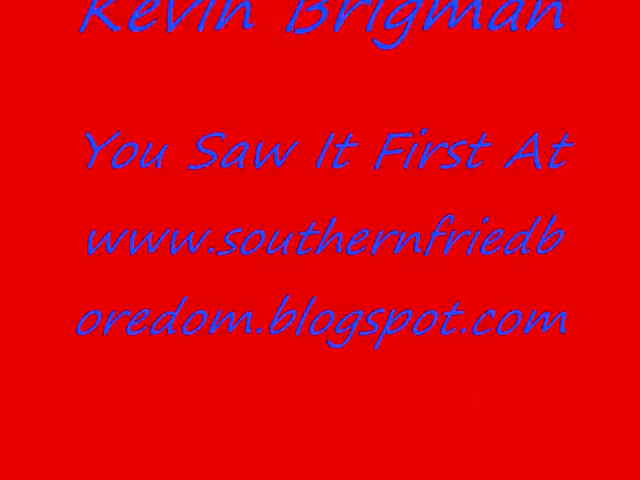 Kevin Brigman
You Saw It First At
www.southernfriedb
oredom.blogspot.com